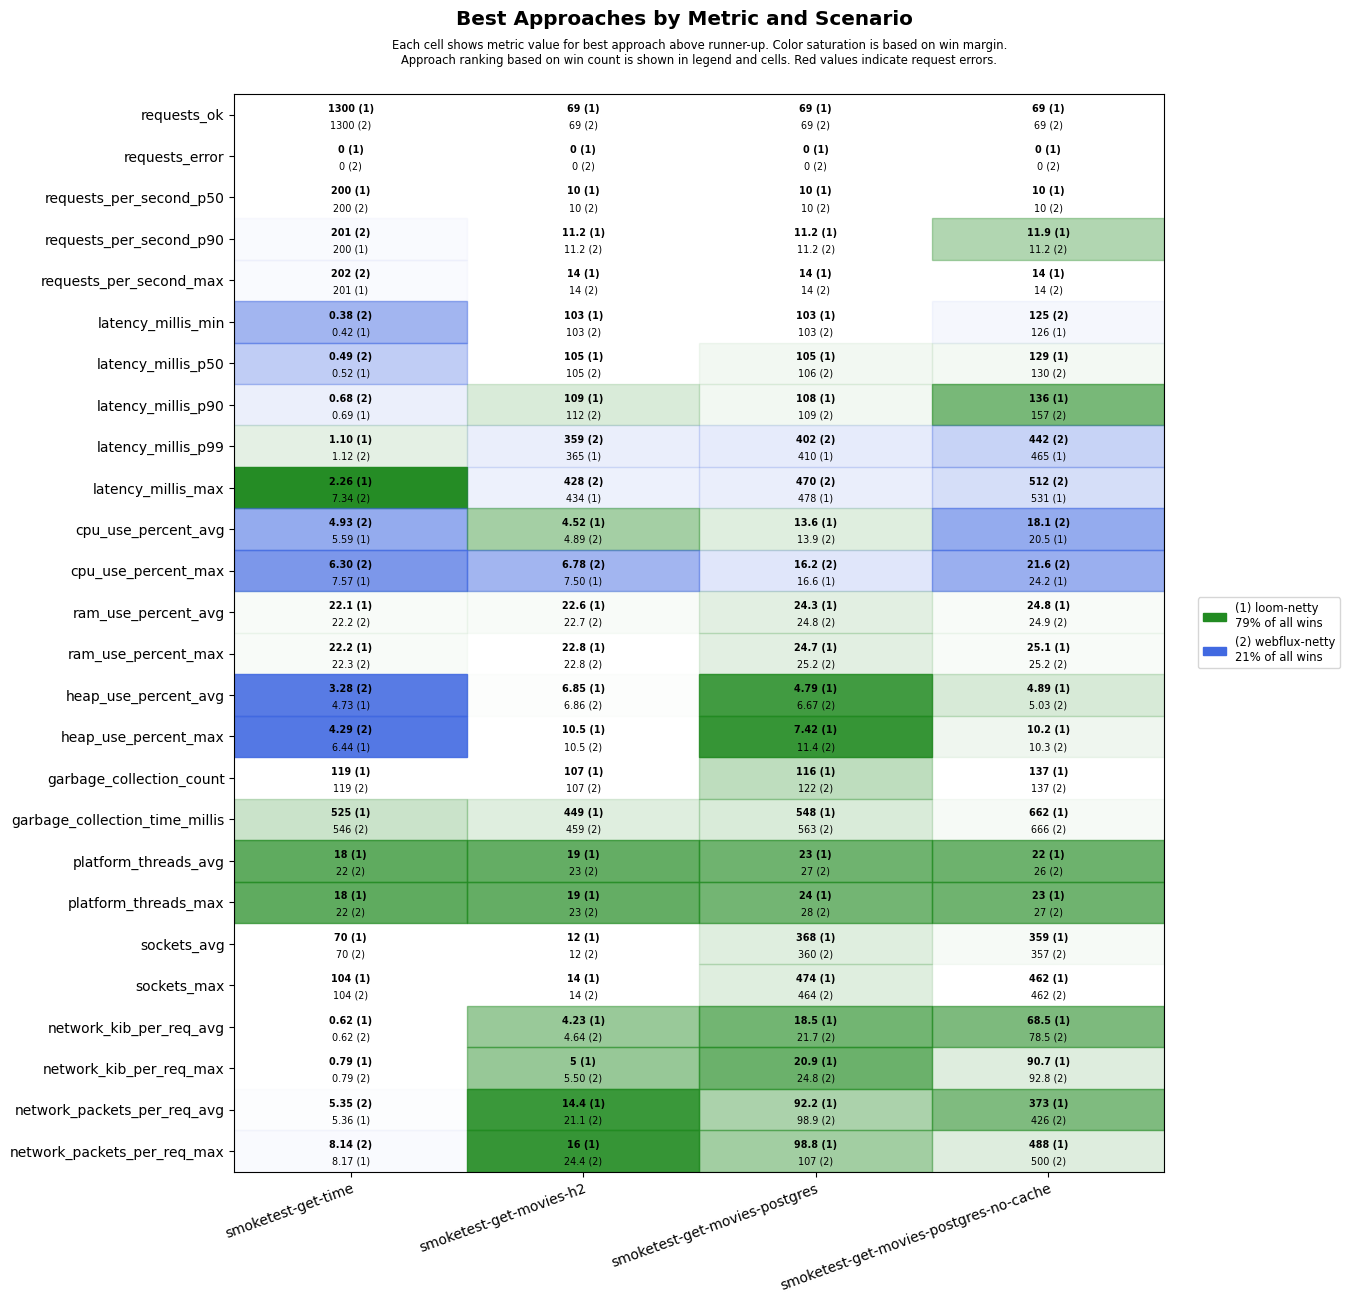 Best Approaches by Metric and Scenario
Each cell shows metric value for best approach above runner-up. Color saturation is based on win margin.
Approach ranking based on win count is shown in legend and cells. Red values indicate request errors.
requests_ok
1300 (1) 69 (1) 69 (1) 69 (1)
1300 (2) 69 (2) 69 (2) 69 (2)
requests_error
0 (1) 0 (1) 0 (1) 0 (1)
0 (2) 0 (2) 0 (2) 0 (2)
requests_per_second_p50
200 (1) 10 (1) 10 (1) 10 (1)
200 (2) 10 (2) 10 (2) 10 (2)
requests_per_second_p90
201 (2) 11.2 (1) 11.2 (1) 11.9 (1)
200 (1) 11.2 (2) 11.2 (2) 11.2 (2)
requests_per_second_max
202 (2) 14 (1) 14 (1) 14 (1)
201 (1) 14 (2) 14 (2) 14 (2)
latency_millis_min
0.38 (2) 103 (1) 103 (1) 125 (2)
0.42 (1) 103 (2) 103 (2) 126 (1)
latency_millis_p50
0.49 (2) 105 (1) 105 (1) 129 (1)
0.52 (1) 105 (2) 106 (2) 130 (2)
latency_millis_p90
0.68 (2) 109 (1) 108 (1) 136 (1)
0.69 (1) 112 (2) 109 (2) 157 (2)
latency_millis_p99
1.10 (1) 359 (2) 402 (2) 442 (2)
1.12 (2) 365 (1) 410 (1) 465 (1)
latency_millis_max
2.26 (1) 428 (2) 470 (2) 512 (2)
7.34 (2) 434 (1) 478 (1) 531 (1)
cpu_use_percent_avg
4.93 (2) 4.52 (1) 13.6 (1) 18.1 (2)
5.59 (1) 4.89 (2) 13.9 (2) 20.5 (1)
cpu_use_percent_max
6.30 (2) 6.78 (2) 16.2 (2) 21.6 (2)
7.57 (1) 7.50 (1) 16.6 (1) 24.2 (1)
ram_use_percent_avg
22.1 (1) 22.6 (1) 24.3 (1) 24.8 (1)
22.2 (2) 22.7 (2) 24.8 (2) 24.9 (2)
ram_use_percent_max
22.2 (1) 22.8 (1) 24.7 (1) 25.1 (1)
22.3 (2) 22.8 (2) 25.2 (2) 25.2 (2)
heap_use_percent_avg
3.28 (2) 6.85 (1) 4.79 (1) 4.89 (1)
4.73 (1) 6.86 (2) 6.67 (2) 5.03 (2)
heap_use_percent_max
4.29 (2) 10.5 (1) 7.42 (1) 10.2 (1)
6.44 (1) 10.5 (2) 11.4 (2) 10.3 (2)
garbage_collection_count
119 (1) 107 (1) 116 (1) 137 (1)
119 (2) 107 (2) 122 (2) 137 (2)
garbage_collection_time_millis
525 (1) 449 (1) 548 (1) 662 (1)
546 (2) 459 (2) 563 (2) 666 (2)
platform_threads_avg
18 (1) 19 (1) 23 (1) 22 (1)
22 (2) 23 (2) 27 (2) 26 (2)
platform_threads_max
18 (1) 19 (1) 24 (1) 23 (1)
22 (2) 23 (2) 28 (2) 27 (2)
sockets_avg
70 (1) 12 (1) 368 (1) 359 (1)
70 (2) 12 (2) 360 (2) 357 (2)
sockets_max
104 (1) 14 (1) 474 (1) 462 (1)
104 (2) 14 (2) 464 (2) 462 (2)
network_kib_per_req_avg
0.62 (1) 4.23 (1) 18.5 (1) 68.5 (1)
0.62 (2) 4.64 (2) 21.7 (2) 78.5 (2)
network_kib_per_req_max
0.79 (1) 5 (1) 20.9 (1) 90.7 (1)
0.79 (2) 5.50 (2) 24.8 (2) 92.8 (2)
network_packets_per_req_avg
5.35 (2) 14.4 (1) 92.2 (1) 373 (1)
5.36 (1) 21.1 (2) 98.9 (2) 426 (2)
network_packets_per_req_max
8.14 (2) 16 (1) 98.8 (1) 488 (1)
8.17 (1) 24.4 (2) 107 (2) 500 (2)
smoketest-get-time
smoketest-get-movies-h2
smoketest-get-movies-postgres
smoketest-get-movies-postgres-no-cache
(1) loom-netty
79% of all wins
(2) webflux-netty
21% of all wins